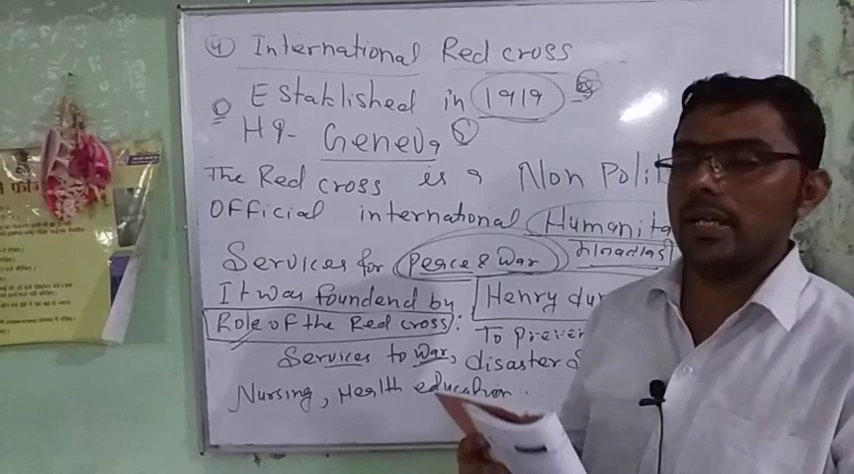 4 International Red cross
Established in 1919
HQ- Geneva
The Red cross is a Non Polit
official international Humanita
Services for Peace & War मानवतावादी
It was foundend by Henry dun
Role of the Red cross: To preven
Services to war, disaster
Nursing, Health education.